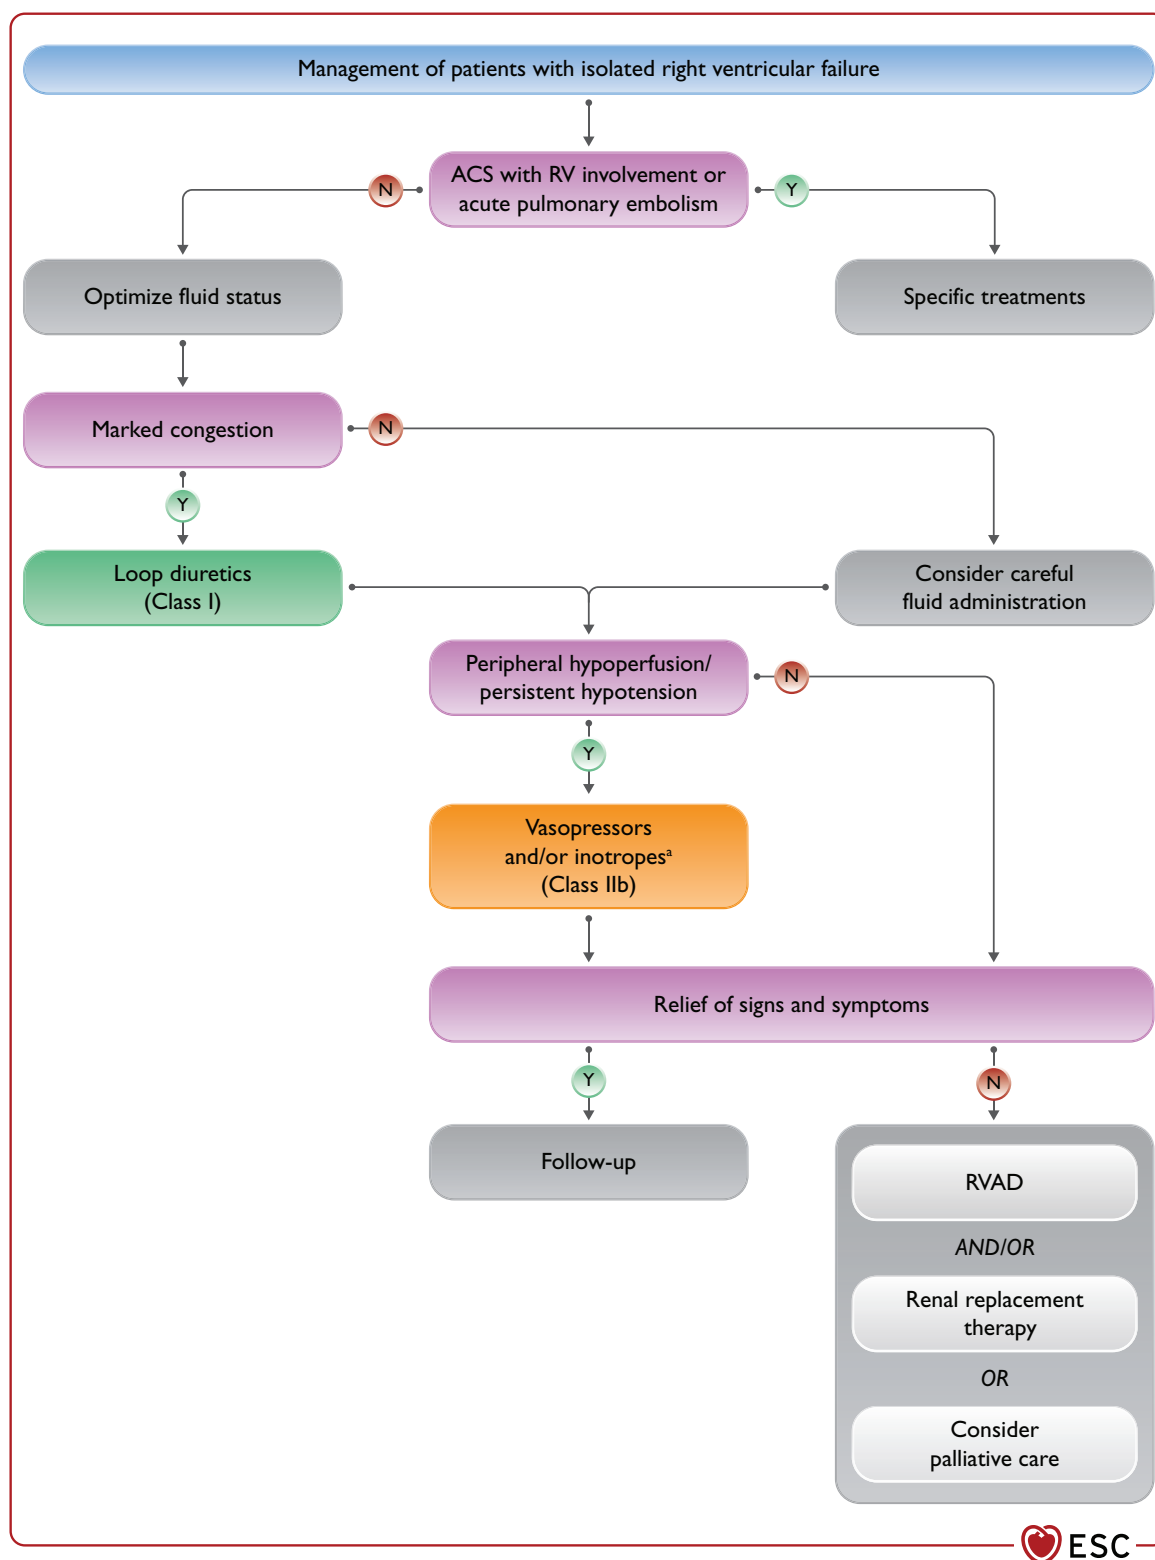 Management of patients with isolated right ventricular failure
ACS with RV involvement or
acute pulmonary embolism
N
Y
Optimize fluid status
Specific treatments
Marked congestion
N
Y
Loop diuretics
(Class I)
Consider careful
fluid administration
Peripheral hypoperfusion/
persistent hypotension
N
Y
Vasopressors
and/or inotropesᵃ
(Class IIb)
Relief of signs and symptoms
Y
N
Follow-up
RVAD
AND/OR
Renal replacement
therapy
OR
Consider
palliative care
ESC